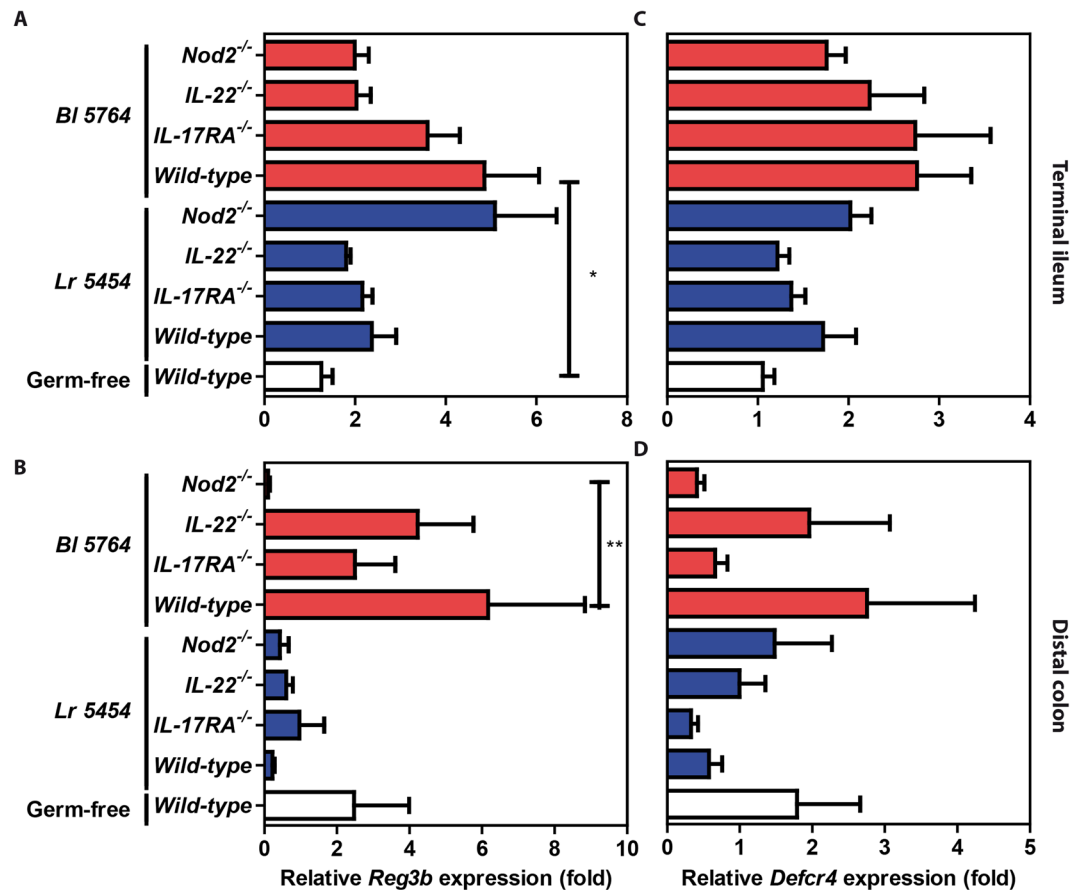 A
C
Bl 5764
Nod2-/-
IL-22-/-
IL-17RA-/-
Wild-type
Lr 5454
Nod2-/-
IL-22-/-
IL-17RA-/-
Wild-type
Germ-free
Wild-type
*
0 2 4 6 8
0 1 2 3 4
Terminal ileum
B
D
Bl 5764
Nod2-/-
IL-22-/-
IL-17RA-/-
Wild-type
Lr 5454
Nod2-/-
IL-22-/-
IL-17RA-/-
Wild-type
Germ-free
Wild-type
**
0 2 4 6 8 10
0 1 2 3 4 5
Distal colon
Relative Reg3b expression (fold)
Relative Defcr4 expression (fold)